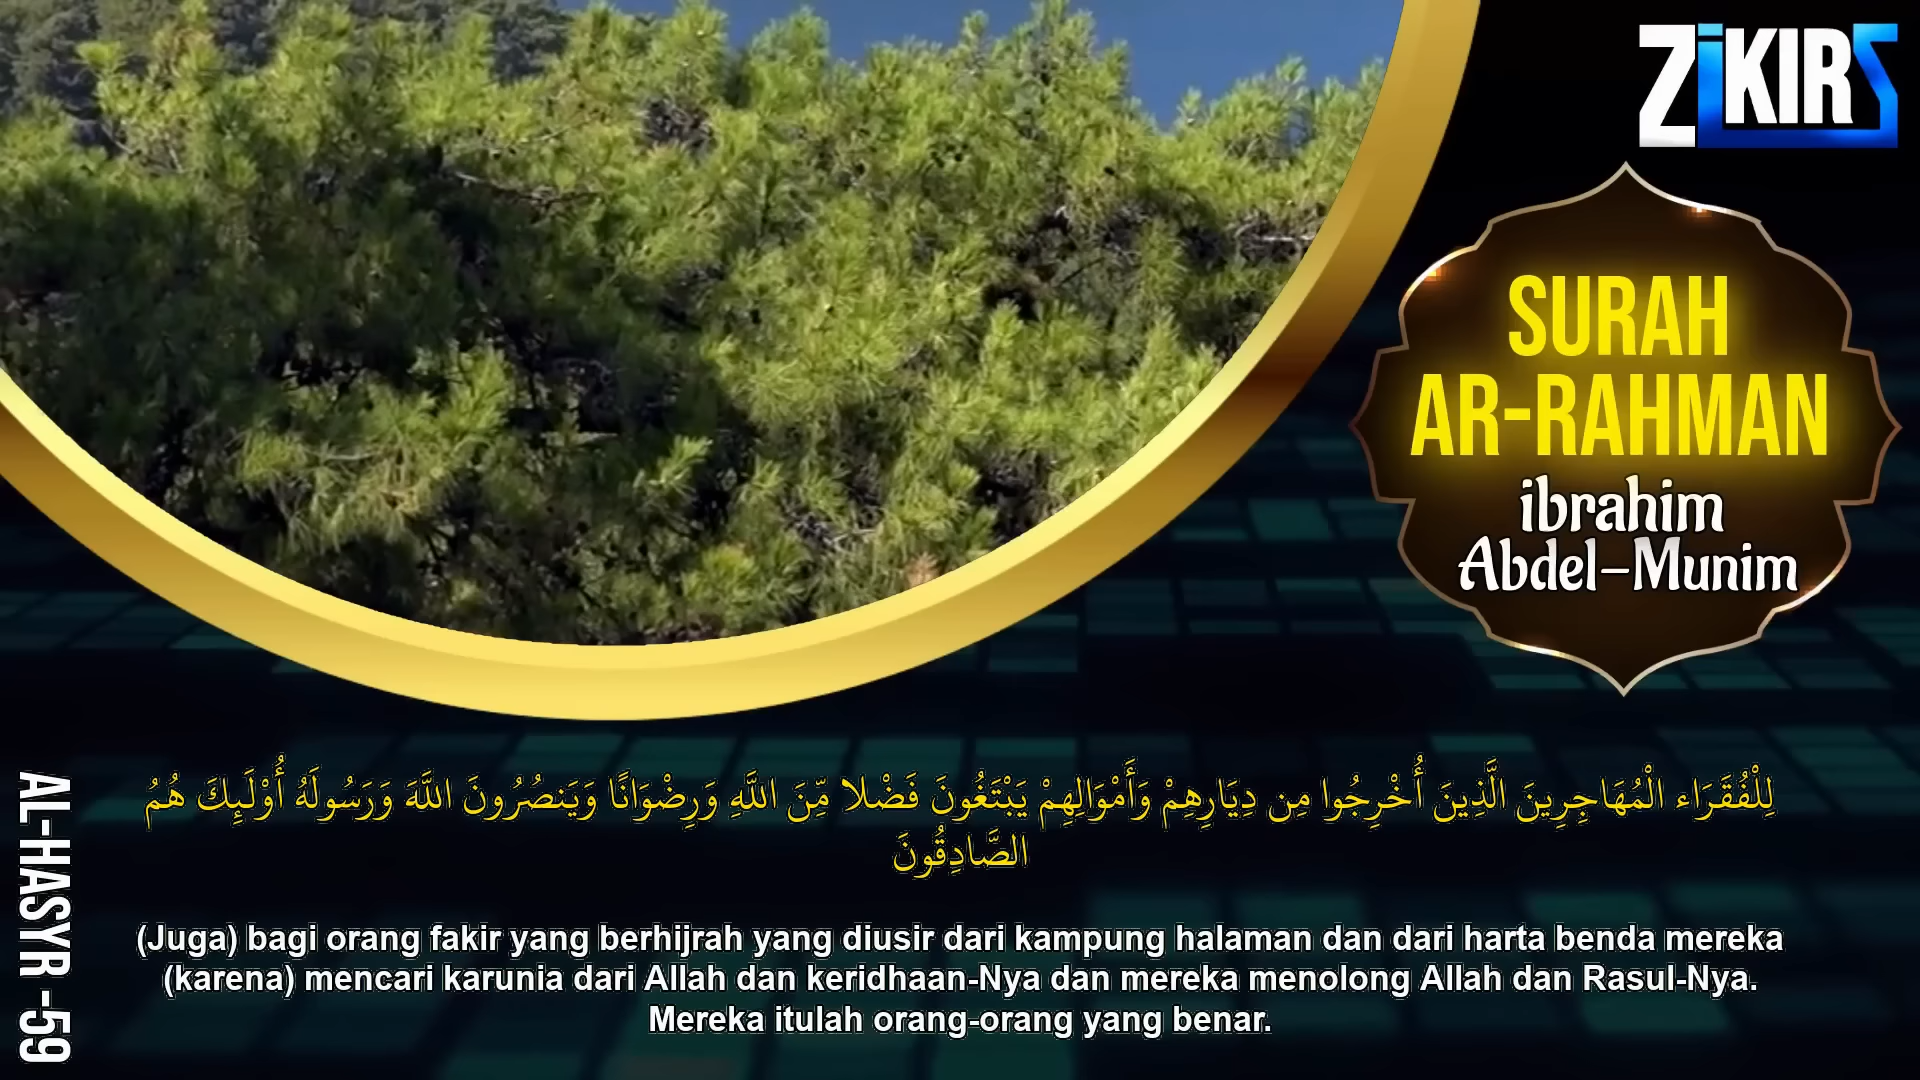 ZiKIRS
SURAH
AR-RAHMAN
ibrahim
Abdel-Munim
لِلْفُقَرَاء الْمُهَاجِرِينَ الَّذِينَ أُخْرِجُوا مِن دِيَارِهِمْ وَأَمْوَالِهِمْ يَبْتَغُونَ فَضْلا مِّنَ اللَّهِ وَرِضْوَانًا وَيَنصُرُونَ اللَّهَ وَرَسُولَهُ أُوْلَـئِكَ هُمُ
الصَّادِقُونَ
(Juga) bagi orang fakir yang berhijrah yang diusir dari kampung halaman dan dari harta benda mereka
(karena) mencari karunia dari Allah dan keridhaan-Nya dan mereka menolong Allah dan Rasul-Nya.
Mereka itulah orang-orang yang benar.
AL-HASYR -59